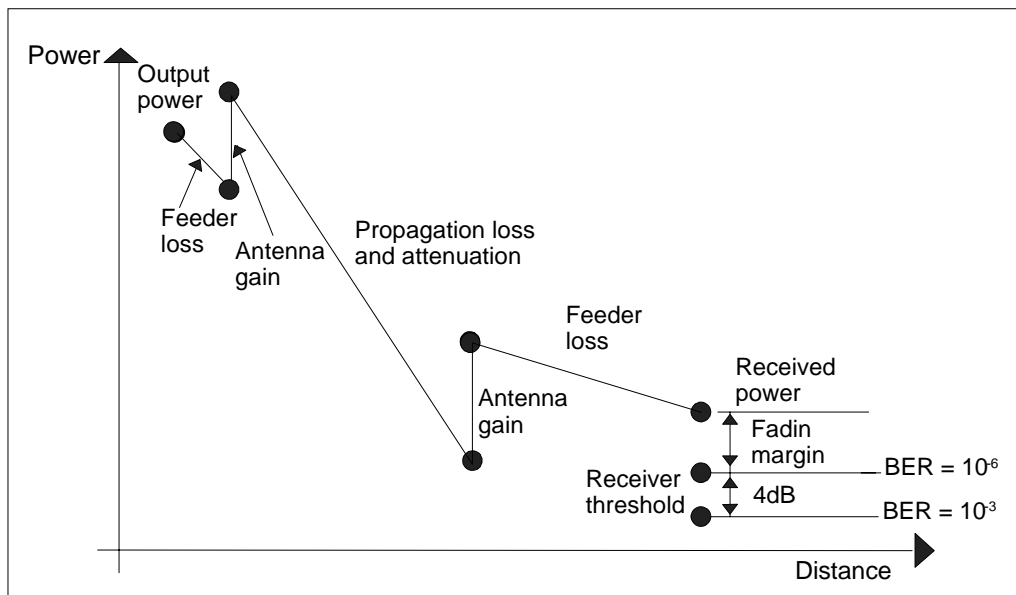 Power
Output
power
Feeder
loss
Antenna
gain
Propagation loss
and attenuation
Feeder
loss
Antenna
gain
Received
power
Fadin
margin
Receiver
threshold
4dB
BER = 10-6
BER = 10-3
Distance